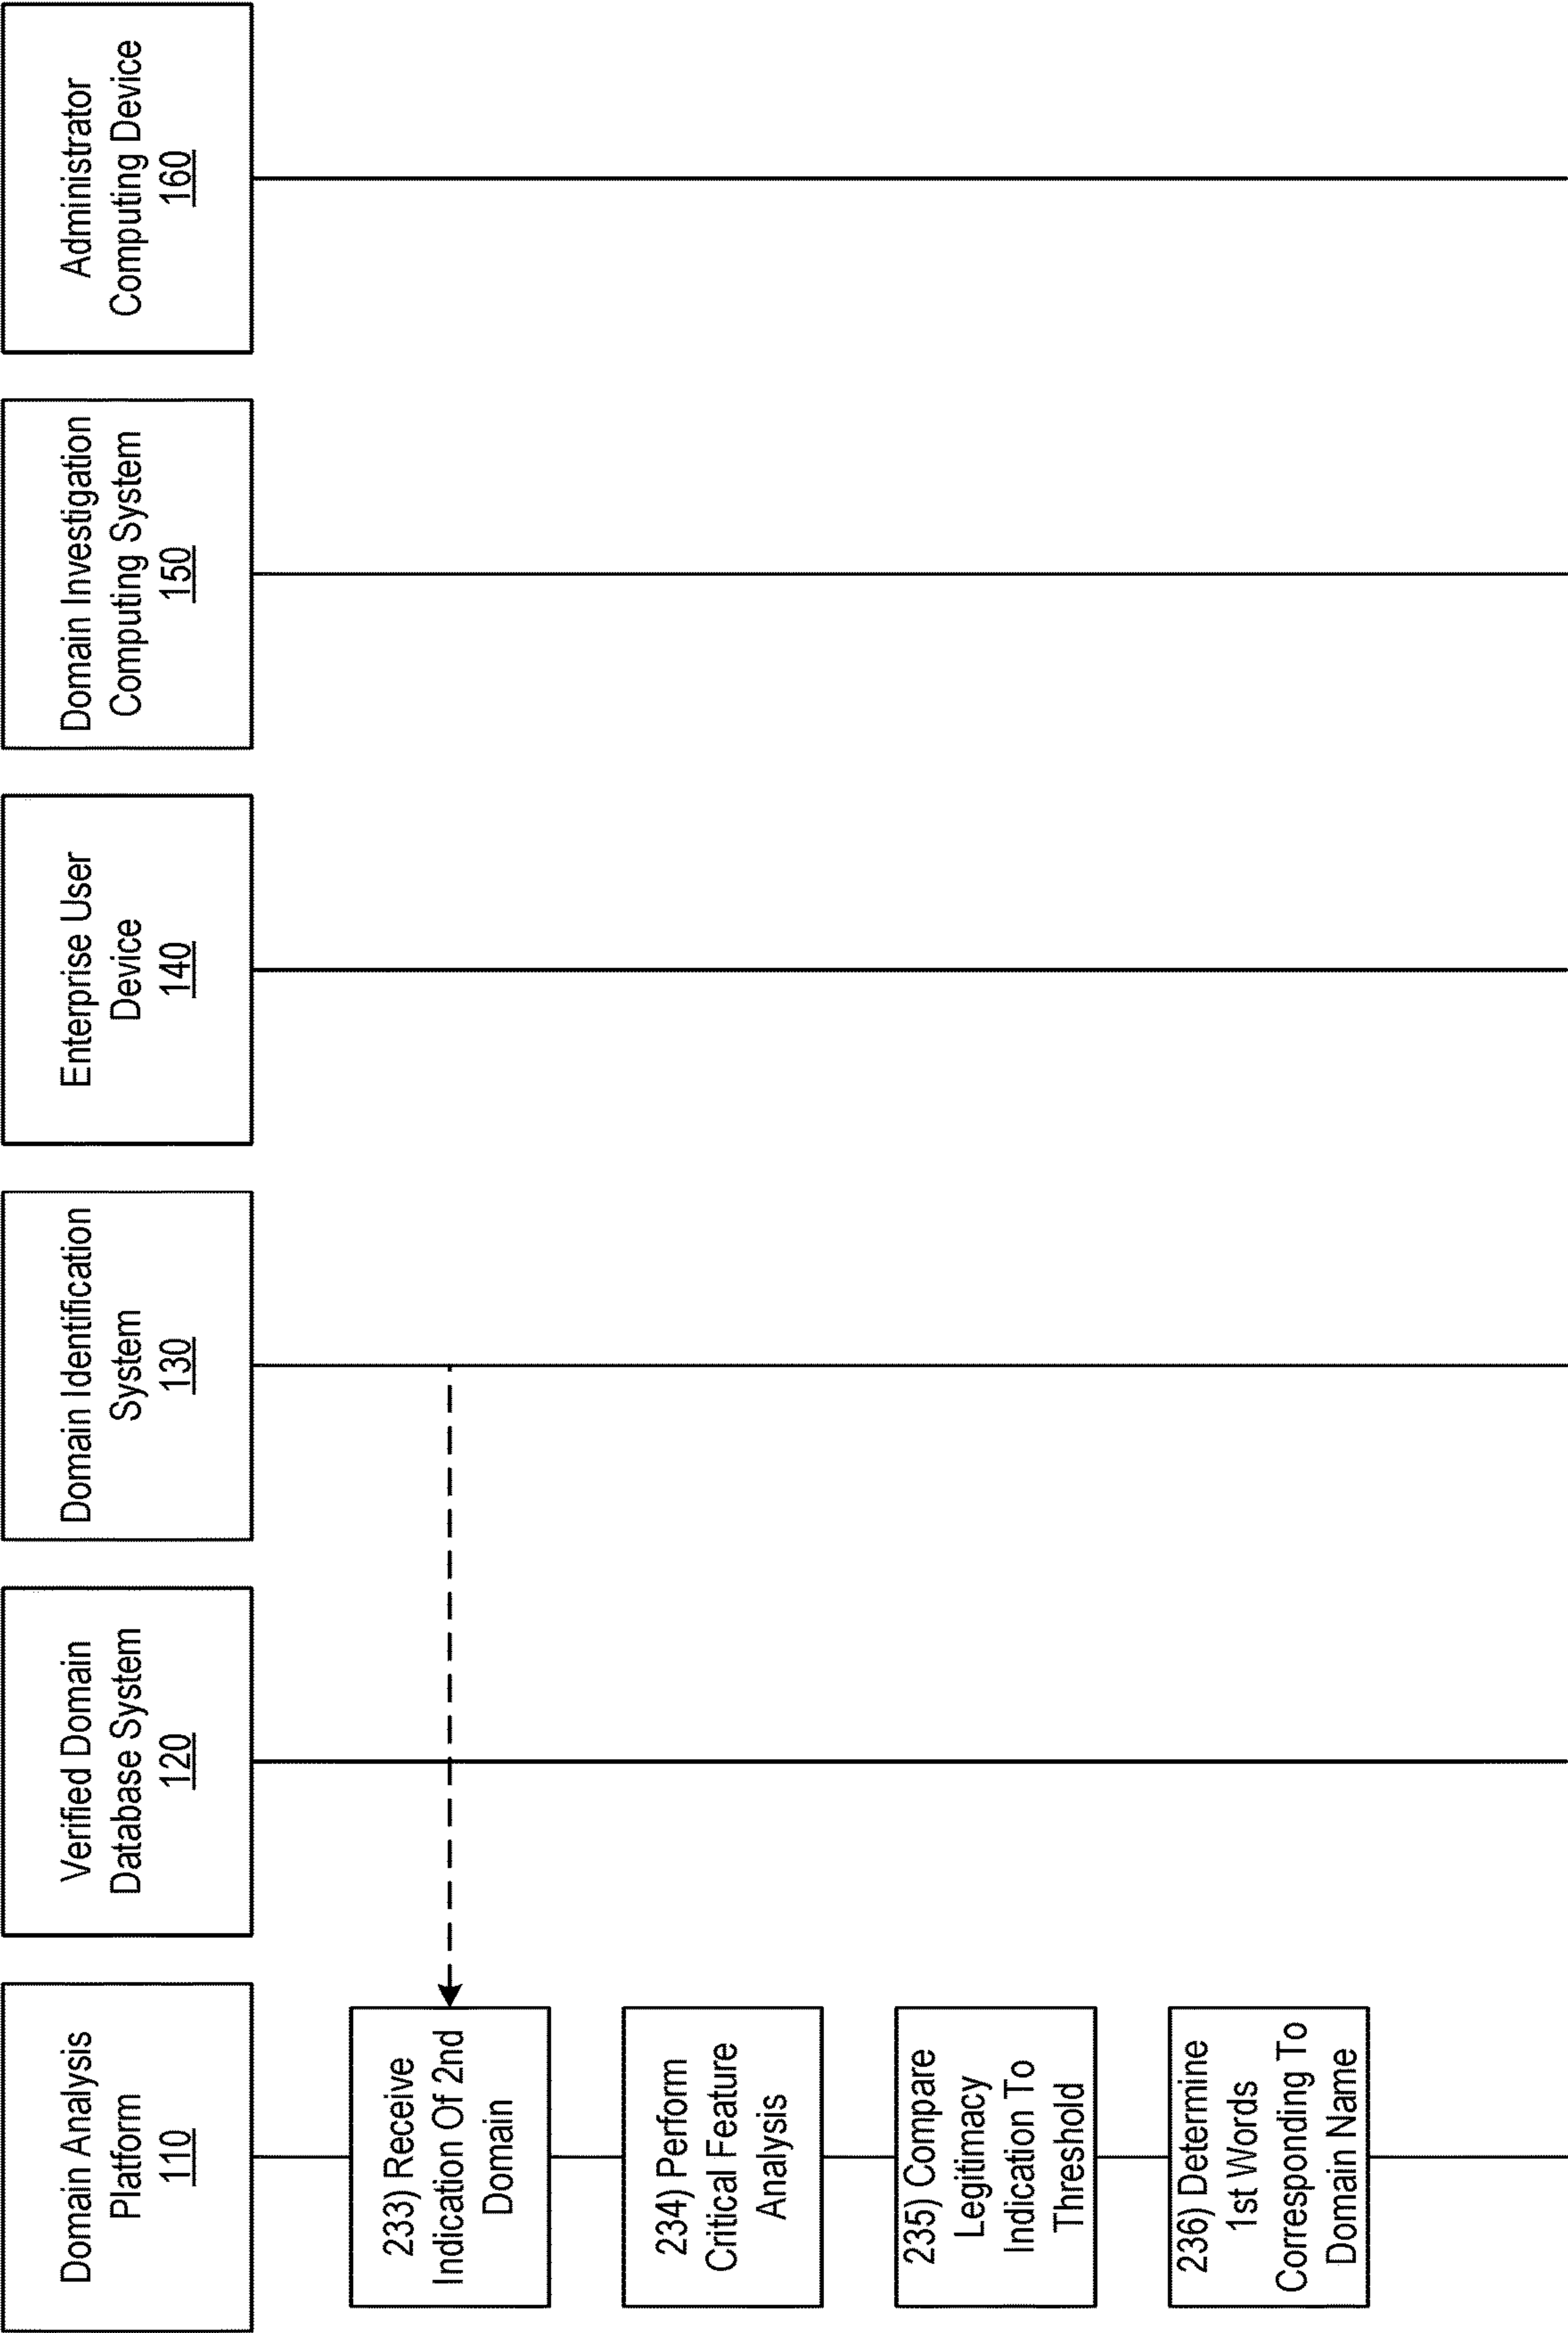 Domain Analysis
Platform
110
Verified Domain
Database System
120
Domain Identification
System
130
Enterprise User
Device
140
Domain Investigation
Computing System
150
Administrator
Computing Device
160
233) Receive
Indication Of 2nd
Domain
234) Perform
Critical Feature
Analysis
235) Compare
Legitimacy
Indication To
Threshold
236) Determine
1st Words
Corresponding To
Domain Name